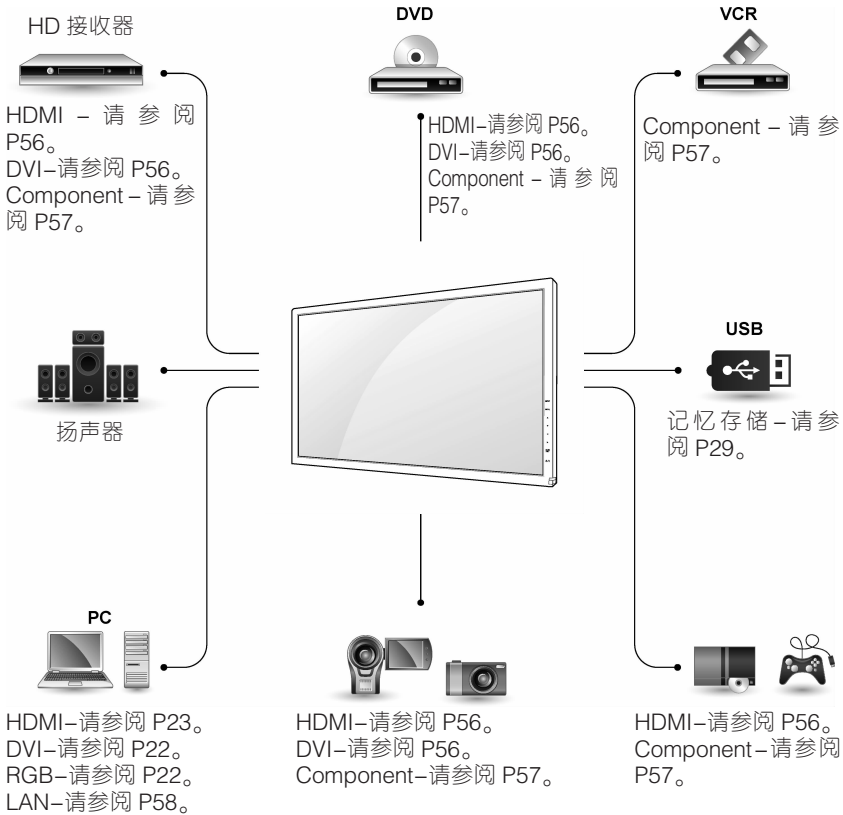 HD 接收器
HDMI – 请 参 阅
P56。
DVI–请参阅 P56。
Component – 请 参
阅 P57。
DVD
HDMI–请参阅 P56。
DVI–请参阅 P56。
Component – 请 参 阅
P57。
VCR
Component – 请 参
阅 P57。
扬声器
USB
记 忆 存 储 – 请 参
阅 P29。
PC
HDMI–请参阅 P23。
DVI–请参阅 P22。
RGB–请参阅 P22。
LAN–请参阅 P58。
HDMI–请参阅 P56。
DVI–请参阅 P56。
Component–请参阅 P57。
HDMI–请参阅 P56。
Component–请参阅
P57。